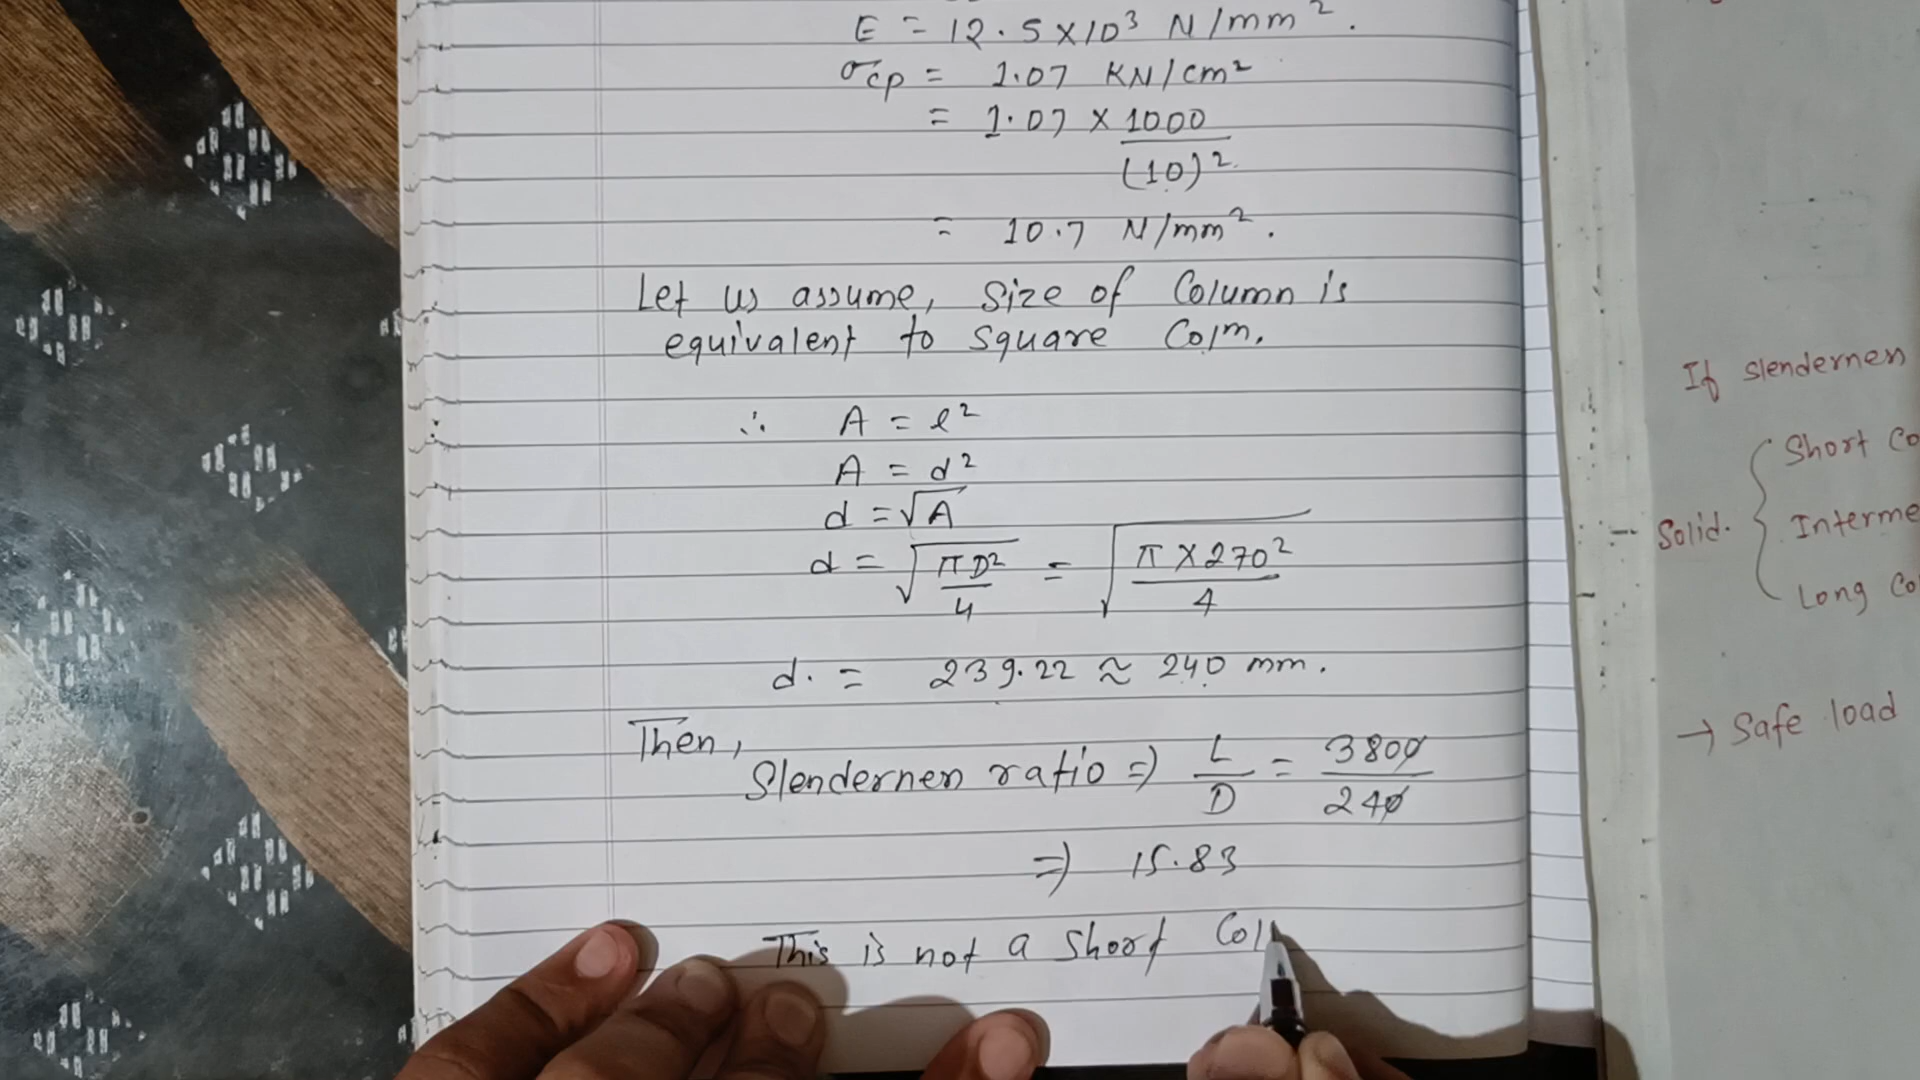 E = 12.5 × 10³ N/mm².
σcp = 1.07 KN/cm²
= 1.07 × 1000 / (10)²
= 10.7 N/mm².
Let us assume, Size of Column is
equivalent to square Colm.
∴ A = l²
A = d²
d = √A
d = √(πD²/4) = √(π × 270²/4)
d. = 239.22 ≈ 240 mm.
Then,
Slenderness ratio ⇒ L/D = 3800/240
⇒ 15.83
This is not a Short Col
If slenderness
Solid.
Short Co
Interme
Long Co
→ Safe load